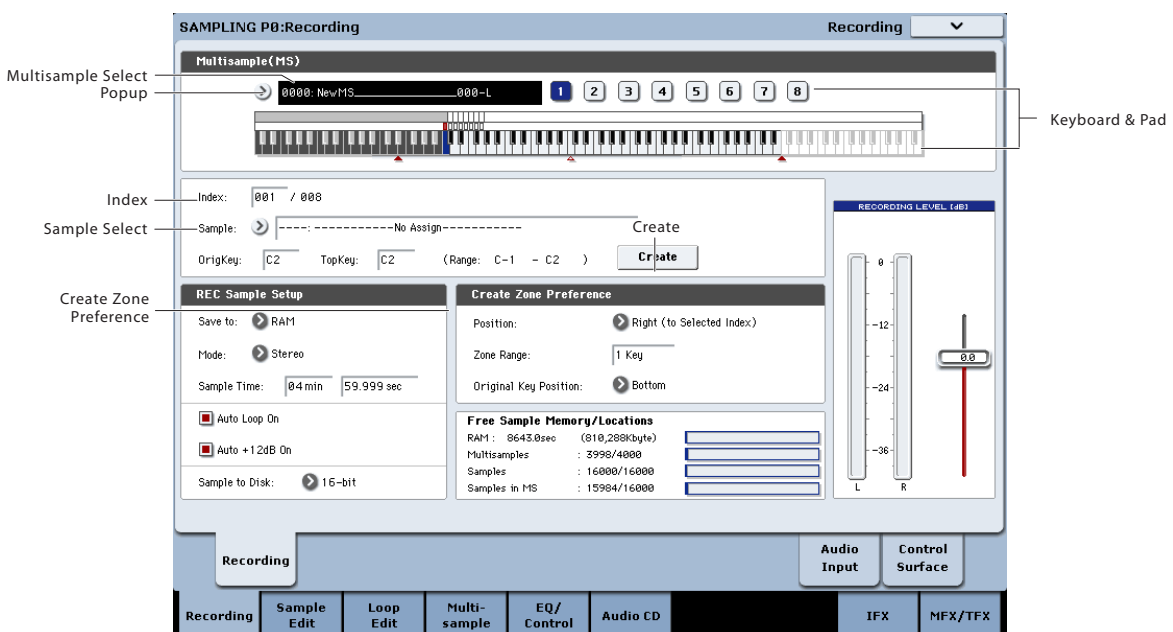 SAMPLING P0:Recording
Recording
Multisample(MS)
Multisample Select
Popup
0000: NewMS_______________000-L
1 2 3 4 5 6 7 8
Keyboard & Pad
Index
Index: 001 / 008
RECORDING LEVEL [dB]
Sample Select
Sample: ----: -------------No Assign-------------
Create
OrigKey: C2 TopKey: C2 (Range: C-1 - C2 ) Create
Create Zone
Preference
REC Sample Setup
Save to: RAM
Mode: Stereo
Sample Time: 04min 59.999 sec
Auto Loop On
Auto +12dB On
Sample to Disk: 16-bit
Create Zone Preference
Position: Right (to Selected Index)
Zone Range: 1 Key
Original Key Position: Bottom
Free Sample Memory/Locations
RAM : 8643.0sec (810,288Kbyte)
Multisamples : 3998/4000
Samples : 16000/16000
Samples in MS : 15984/16000
0
-12
-24
-36
L R
0.0
Recording
Audio
Input
Control
Surface
Recording
Sample
Edit
Loop
Edit
Multi-
sample
EQ/
Control
Audio CD
IFX
MFX/TFX